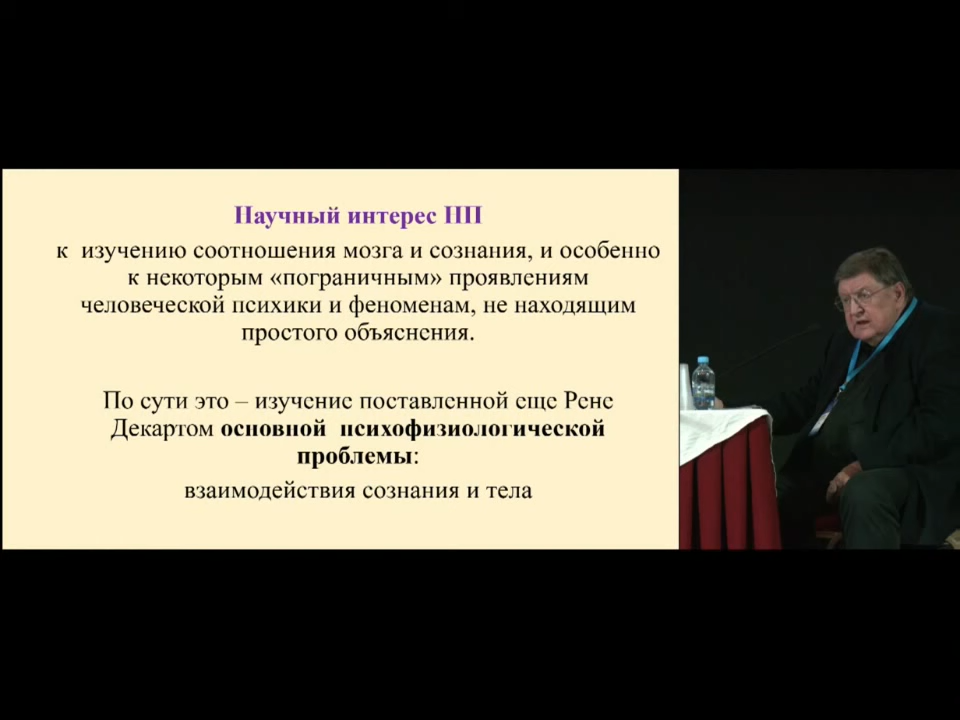 Научный интерес ПП
к изучению соотношения мозга и сознания, и особенно
к некоторым «пограничным» проявлениям
человеческой психики и феноменам, не находящим
простого объяснения.
По сути это – изучение поставленной еще Рене
Декартом основной психофизиологической
проблемы:
взаимодействия сознания и тела